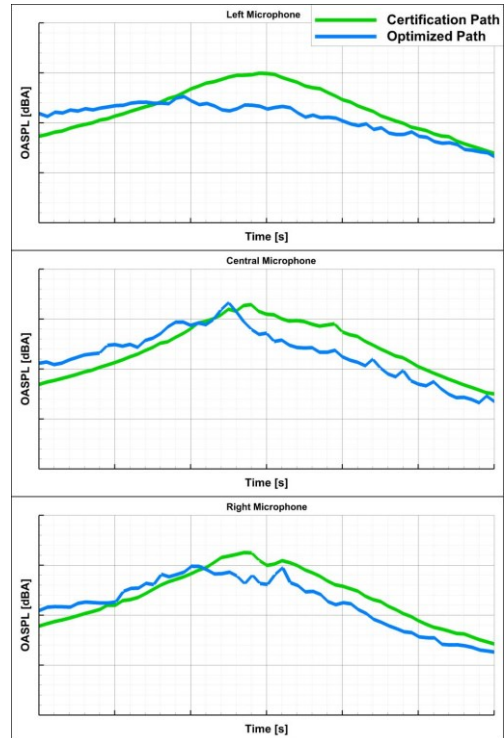 Left Microphone
Certification Path
Optimized Path
OASPL [dBA]
Time [s]
Central Microphone
OASPL [dBA]
Time [s]
Right Microphone
OASPL [dBA]
Time [s]